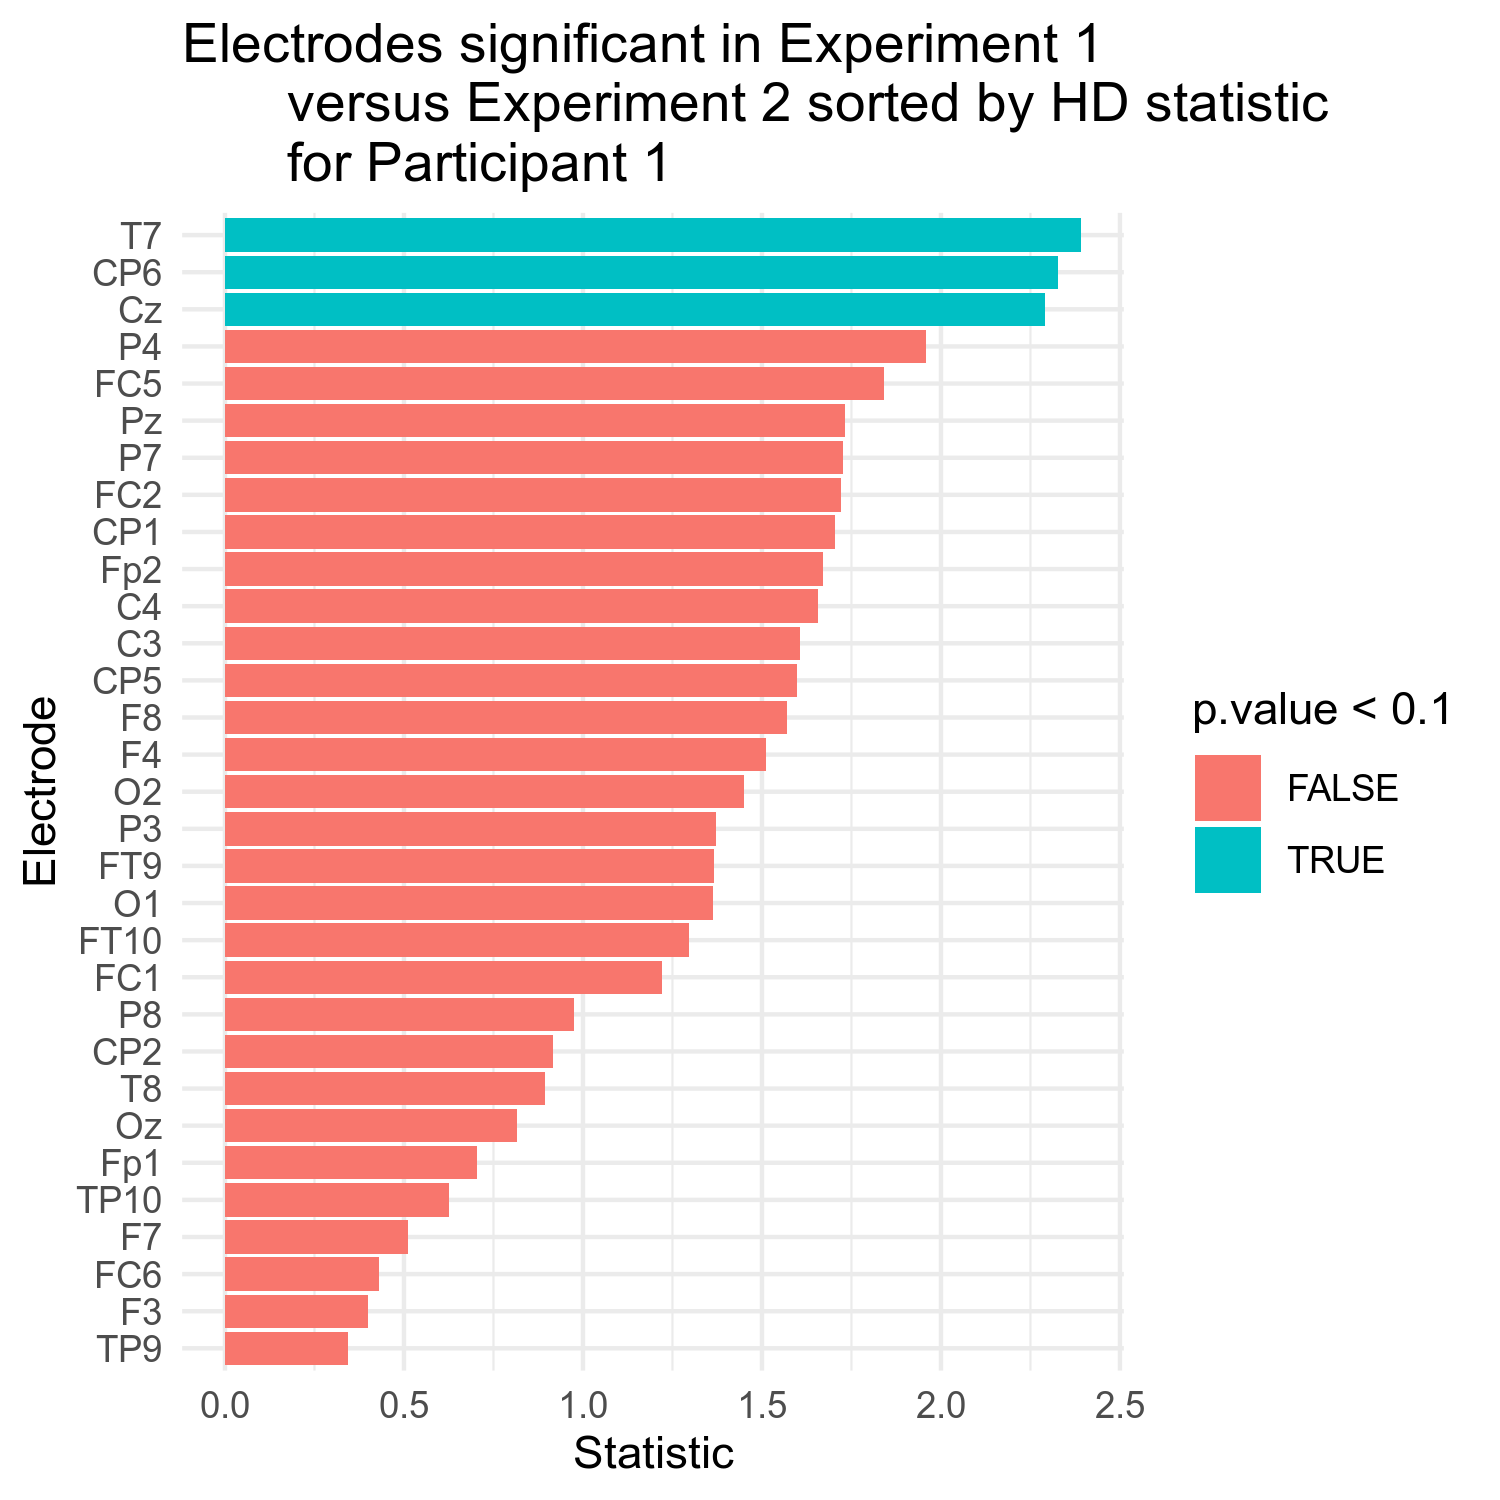 Electrodes significant in Experiment 1
versus Experiment 2 sorted by HD statistic
for Participant 1
T7
CP6
Cz
P4
FC5
Pz
P7
FC2
CP1
Fp2
C4
C3
CP5
F8
F4
O2
P3
FT9
O1
FT10
FC1
P8
CP2
T8
Oz
Fp1
TP10
F7
FC6
F3
TP9
Electrode
0.0 0.5 1.0 1.5 2.0 2.5
Statistic
p.value < 0.1
FALSE
TRUE